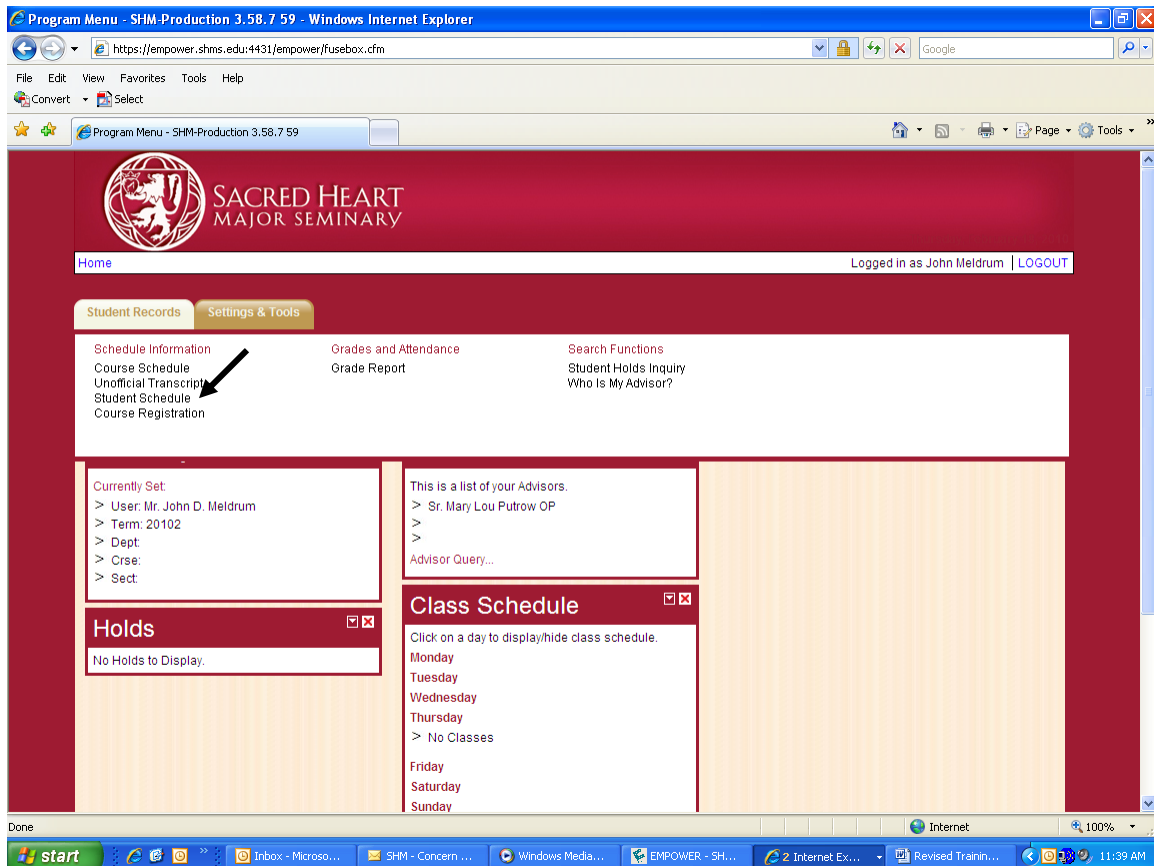 Program Menu - SHM-Production 3.58.7 59 - Windows Internet Explorer
https://empower.shms.edu:4431/empower/fusebox.cfm
Google
File Edit View Favorites Tools Help
Convert Select
Program Menu - SHM-Production 3.58.7 59
Page Tools
SACRED HEART
MAJOR SEMINARY
Home
Logged in as John Meldrum | LOGOUT
Student Records
Settings & Tools
Schedule Information
Course Schedule
Unofficial Transcript
Student Schedule
Course Registration
Grades and Attendance
Grade Report
Search Functions
Student Holds Inquiry
Who Is My Advisor?
Currently Set:
> User: Mr. John D. Meldrum
> Term: 20102
> Dept:
> Crse:
> Sect:
Holds
No Holds to Display.
This is a list of your Advisors.
> Sr. Mary Lou Putrow OP
>
>
Advisor Query...
Class Schedule
Click on a day to display/hide class schedule.
Monday
Tuesday
Wednesday
Thursday
> No Classes
Friday
Saturday
Sunday
Done
Internet
100%
start
Inbox - Microso...
SHM - Concern ...
Windows Media...
EMPOWER - SH...
2 Internet Ex...
Revised Trainin...
11:39 AM